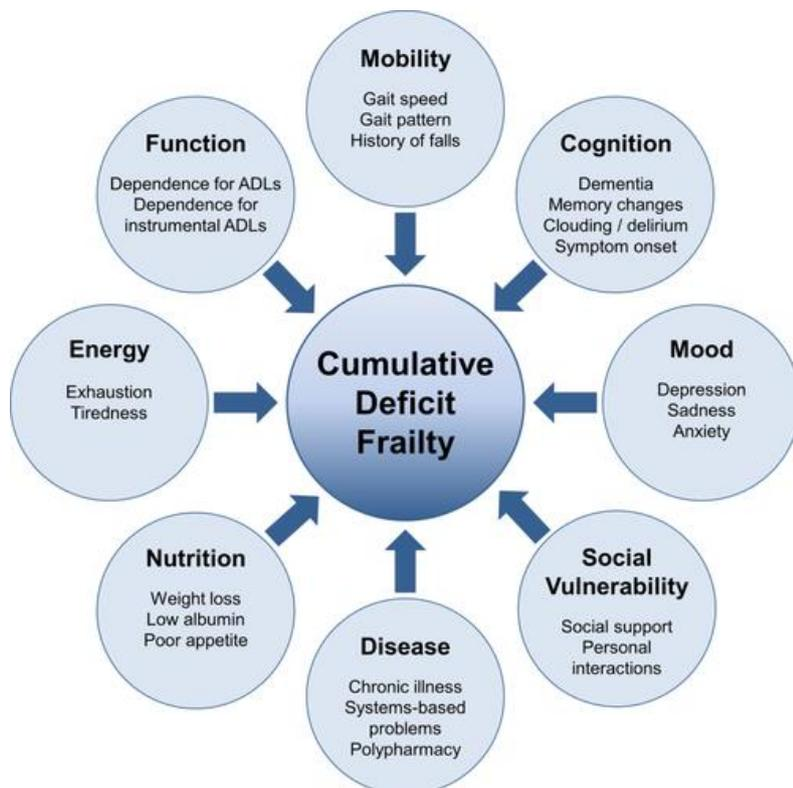 Mobility
Gait speed
Gait pattern
History of falls
Cognition
Dementia
Memory changes
Clouding / delirium
Symptom onset
Mood
Depression
Sadness
Anxiety
Social
Vulnerability
Social support
Personal
interactions
Disease
Chronic illness
Systems-based
problems
Polypharmacy
Nutrition
Weight loss
Low albumin
Poor appetite
Energy
Exhaustion
Tiredness
Function
Dependence for ADLs
Dependence for
instrumental ADLs
Cumulative
Deficit
Frailty